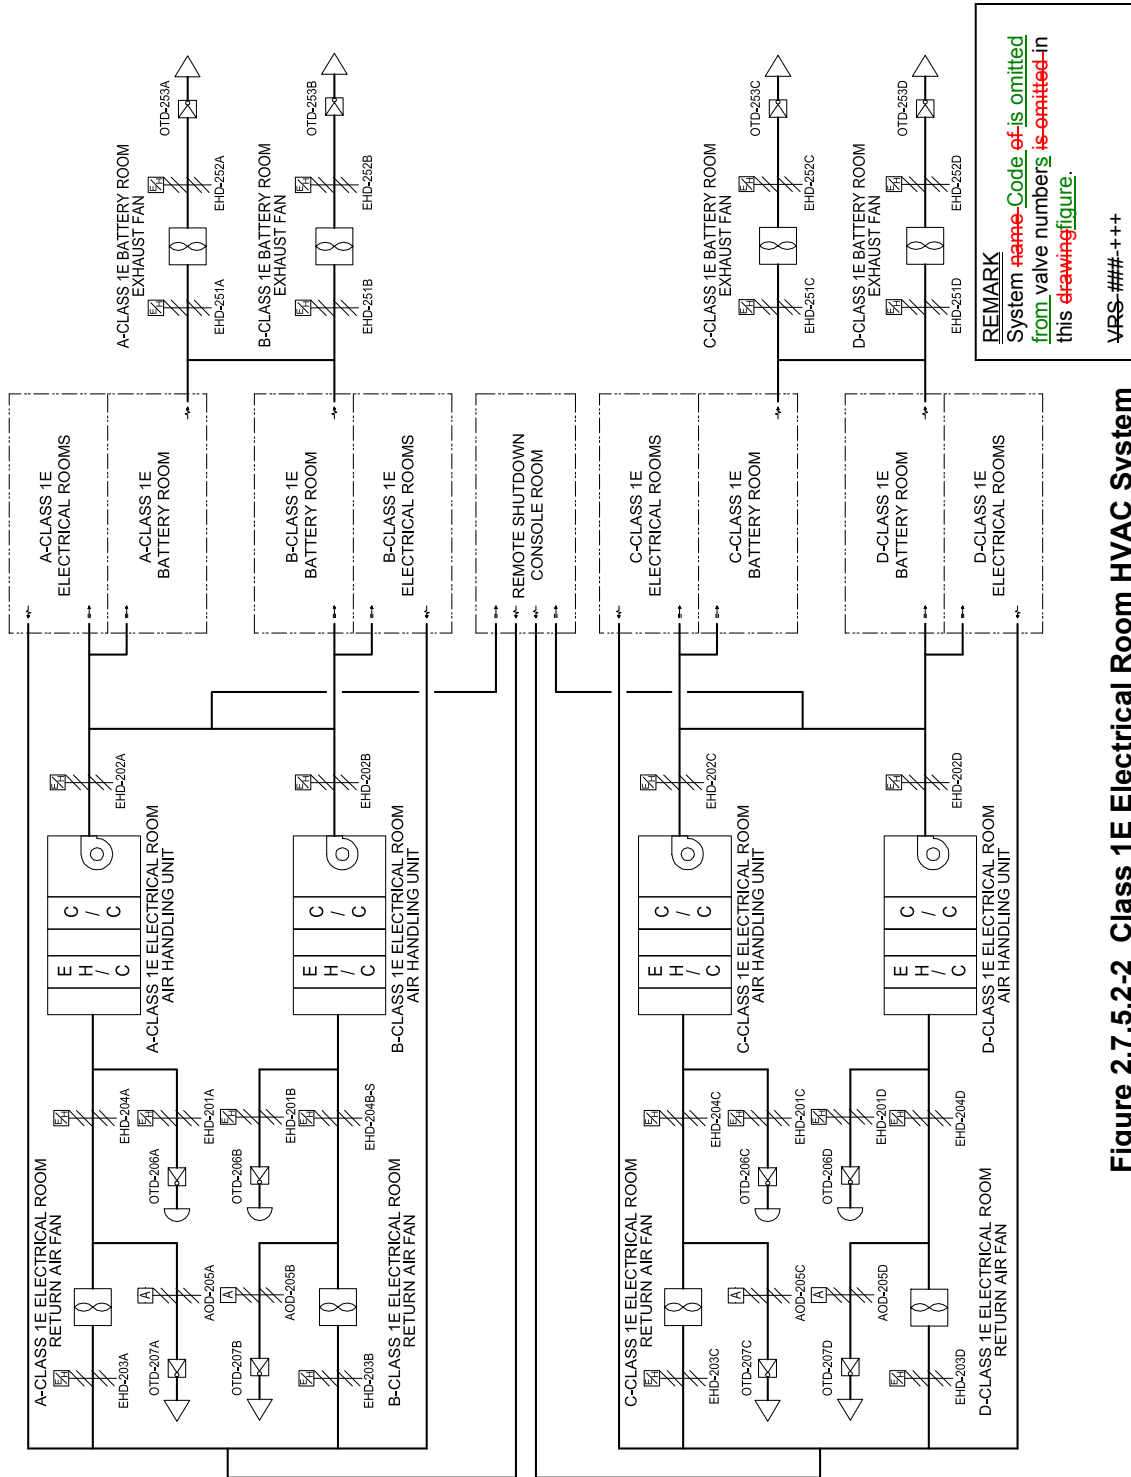 A-CLASS 1E BATTERY ROOM
EXHAUST FAN
EHD-251A
EHD-252A
OTD-253A
B-CLASS 1E BATTERY ROOM
EXHAUST FAN
EHD-251B
EHD-252B
OTD-253B
C-CLASS 1E BATTERY ROOM
EXHAUST FAN
EHD-251C
EHD-252C
OTD-253C
D-CLASS 1E BATTERY ROOM
EXHAUST FAN
EHD-251D
EHD-252D
OTD-253D
A-CLASS 1E
ELECTRICAL ROOMS
A-CLASS 1E
BATTERY ROOM
B-CLASS 1E
BATTERY ROOM
B-CLASS 1E
ELECTRICAL ROOMS
REMOTE SHUTDOWN
CONSOLE ROOM
C-CLASS 1E
ELECTRICAL ROOMS
C-CLASS 1E
BATTERY ROOM
D-CLASS 1E
BATTERY ROOM
D-CLASS 1E
ELECTRICAL ROOMS
E/H
EHD-202A
E/H
EHD-202B
E/H
EHD-202C
E/H
EHD-202D
E H / C
C / C
A-CLASS 1E ELECTRICAL ROOM
AIR HANDLING UNIT
E H / C
C / C
B-CLASS 1E ELECTRICAL ROOM
AIR HANDLING UNIT
E H / C
C / C
C-CLASS 1E ELECTRICAL ROOM
AIR HANDLING UNIT
E H / C
C / C
D-CLASS 1E ELECTRICAL ROOM
AIR HANDLING UNIT
EHD-204A
EHD-201A
OTD-206A
EHD-201B
OTD-206B
EHD-204B-S
EHD-204C
EHD-201C
OTD-206C
EHD-201D
OTD-206D
EHD-204D
A-CLASS 1E ELECTRICAL ROOM
RETURN AIR FAN
EHD-203A
A
AOD-205A
OTD-207A
A
AOD-205B
OTD-207B
EHD-203B
B-CLASS 1E ELECTRICAL ROOM
RETURN AIR FAN
C-CLASS 1E ELECTRICAL ROOM
RETURN AIR FAN
EHD-203C
A
AOD-205C
OTD-207C
A
AOD-205D
OTD-207D
EHD-203D
D-CLASS 1E ELECTRICAL ROOM
RETURN AIR FAN
REMARK
System name Code of is omitted
from valve numbers is omitted in
this drawingfigure.
VRS-###-+++
Figure 2.7.5.2-2 Class 1E Electrical Room HVAC System